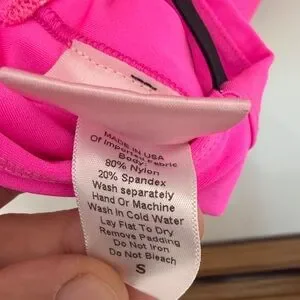 MADE IN USA
Of Imported Fabric
Body:
80% Nylon
20% Spandex
Wash separately
Hand Or Machine
Wash In Cold Water
Lay Flat To Dry
Remove Padding
Do Not Iron
Do Not Bleach
S